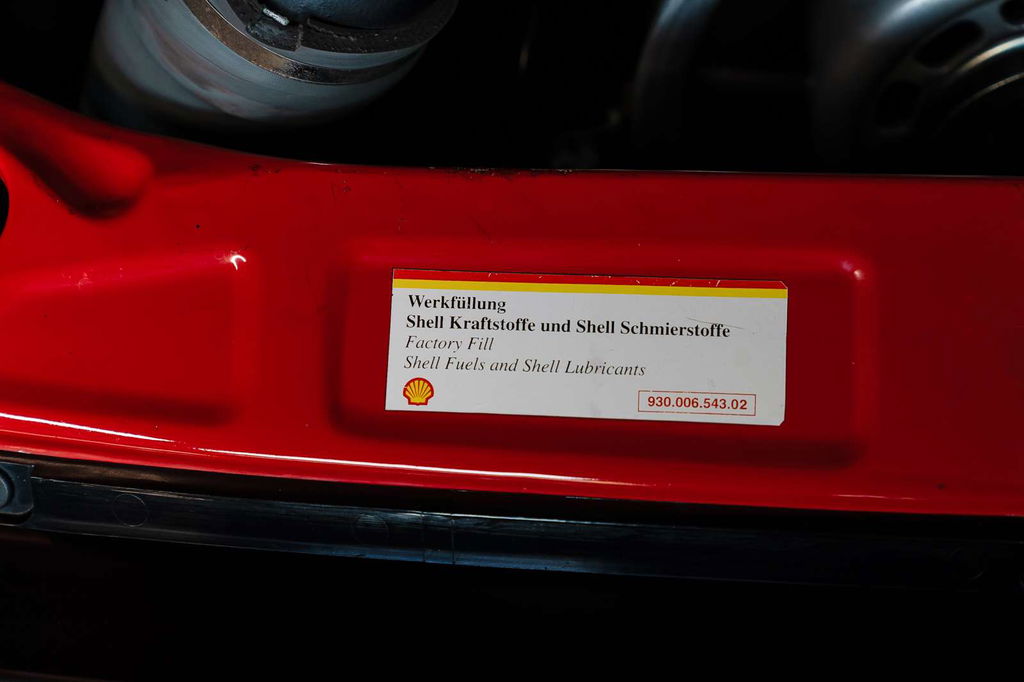 Werkfüllung
Shell Kraftstoffe und Shell Schmierstoffe
Factory Fill
Shell Fuels and Shell Lubricants
930.006.543.02